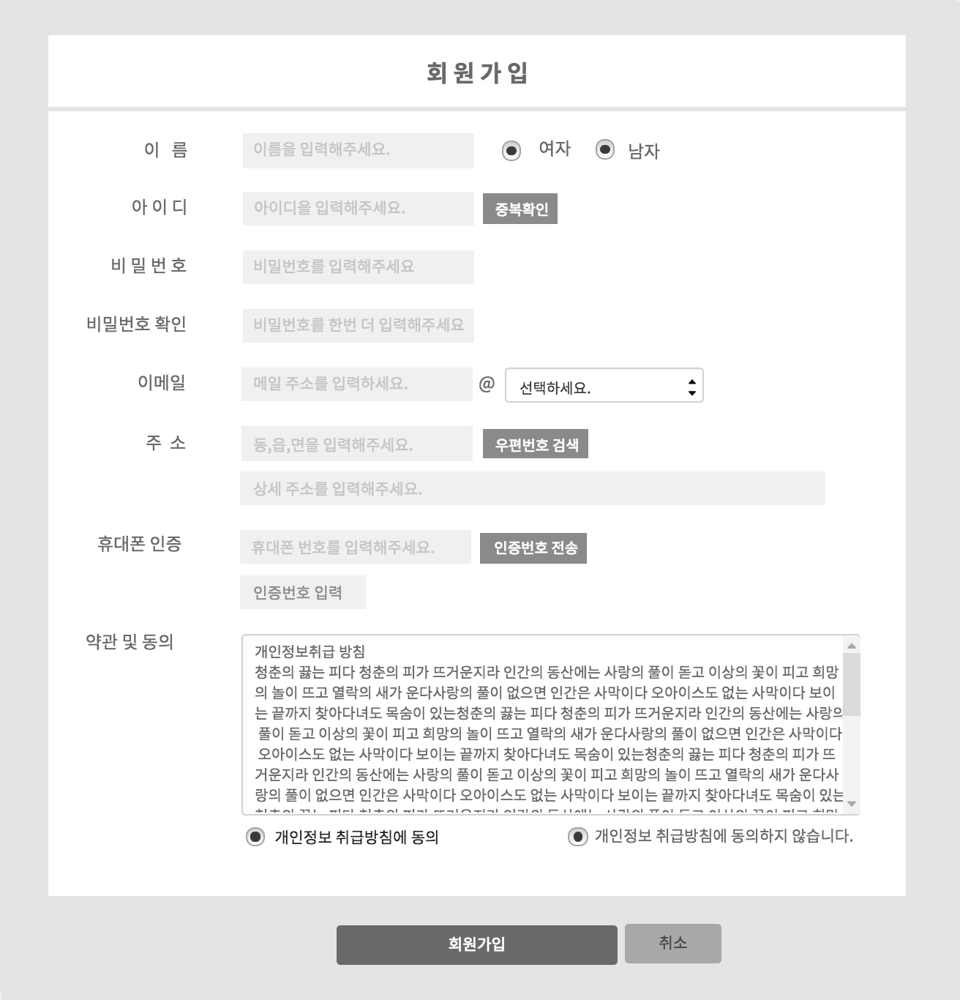 회원가입
이 름
이름을 입력해주세요.
여자
남자
아 이 디
아이디을 입력해주세요.
중복확인
비 밀 번 호
비밀번호를 입력해주세요
비밀번호 확인
비밀번호를 한번 더 입력해주세요
이메일
메일 주소를 입력하세요.
@
선택하세요.
주 소
동,읍,면을 입력해주세요.
우편번호 검색
상세 주소를 입력해주세요.
휴대폰 인증
휴대폰 번호를 입력해주세요.
인증번호 전송
인증번호 입력
약관 및 동의
개인정보취급 방침
청춘의 끓는 피다 청춘의 피가 뜨거운지라 인간의 동산에는 사랑의 풀이 돋고 이상의 꽃이 피고 희망
의 놀이 뜨고 열락의 새가 운다사랑의 풀이 없으면 인간은 사막이다 오아이스도 없는 사막이다 보이
는 끝까지 찾아다녀도 목숨이 있는청춘의 끓는 피다 청춘의 피가 뜨거운지라 인간의 동산에는 사랑의
풀이 돋고 이상의 꽃이 피고 희망의 놀이 뜨고 열락의 새가 운다사랑의 풀이 없으면 인간은 사막이다
오아이스도 없는 사막이다 보이는 끝까지 찾아다녀도 목숨이 있는청춘의 끓는 피다 청춘의 피가 뜨
거운지라 인간의 동산에는 사랑의 풀이 돋고 이상의 꽃이 피고 희망의 놀이 뜨고 열락의 새가 운다사
랑의 풀이 없으면 인간은 사막이다 오아이스도 없는 사막이다 보이는 끝까지 찾아다녀도 목숨이 있는
개인정보 취급방침에 동의
개인정보 취급방침에 동의하지 않습니다.
회원가입
취소